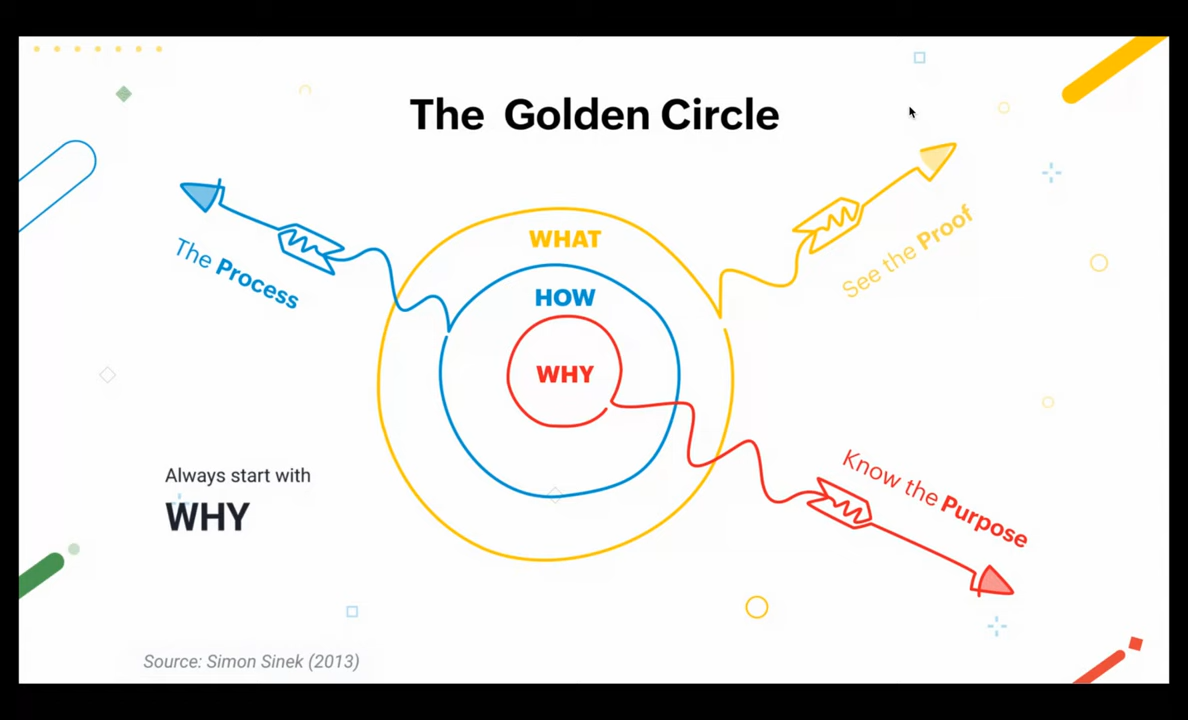 The Golden Circle
WHAT
HOW
WHY
The Process
See the Proof
Know the Purpose
Always start with
WHY
Source: Simon Sinek (2013)